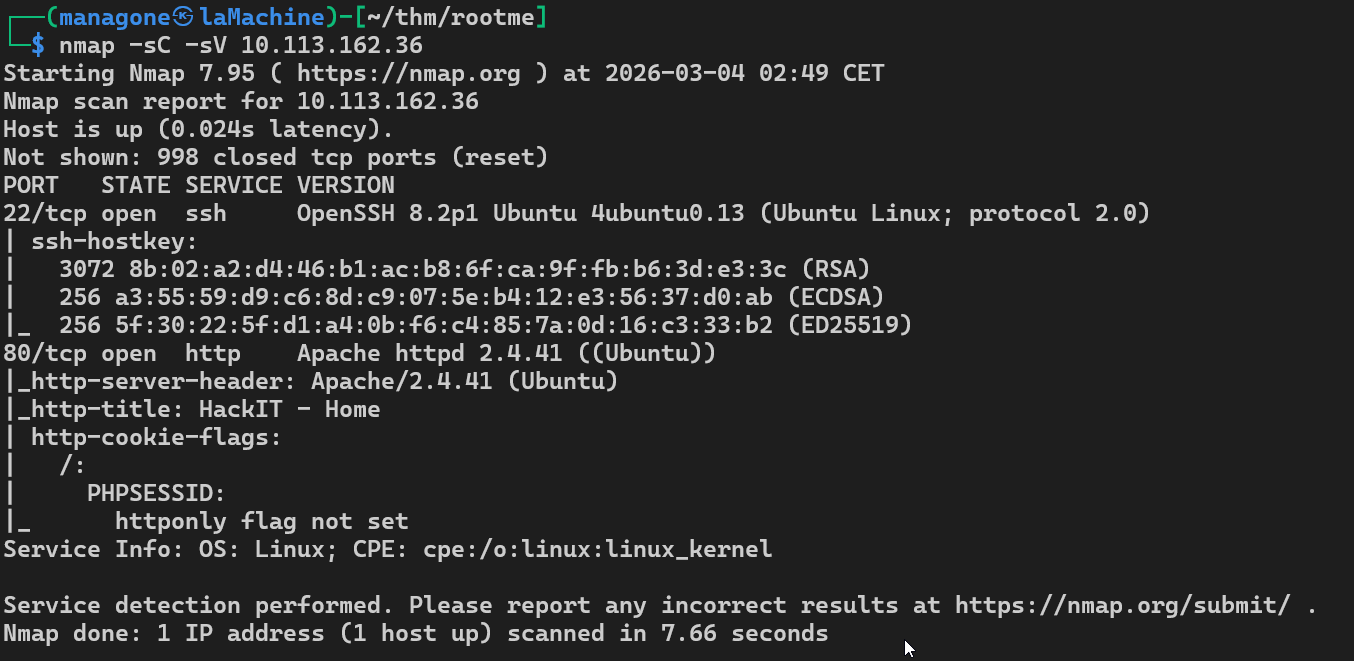 ┌──(managone㉿laMachine)-[~/thm/rootme]
└─$ nmap -sC -sV 10.113.162.36
Starting Nmap 7.95 ( https://nmap.org ) at 2026-03-04 02:49 CET
Nmap scan report for 10.113.162.36
Host is up (0.024s latency).
Not shown: 998 closed tcp ports (reset)
PORT   STATE SERVICE VERSION
22/tcp open  ssh     OpenSSH 8.2p1 Ubuntu 4ubuntu0.13 (Ubuntu Linux; protocol 2.0)
| ssh-hostkey:
|   3072 8b:02:a2:d4:46:b1:ac:b8:6f:ca:9f:fb:b6:3d:e3:3c (RSA)
|   256 a3:55:59:d9:c6:8d:c9:07:5e:b4:12:e3:56:37:d0:ab (ECDSA)
|_  256 5f:30:22:5f:d1:a4:0b:f6:c4:85:7a:0d:16:c3:33:b2 (ED25519)
80/tcp open  http    Apache httpd 2.4.41 ((Ubuntu))
|_http-server-header: Apache/2.4.41 (Ubuntu)
|_http-title: HackIT - Home
| http-cookie-flags:
|   /:
|     PHPSESSID:
|_      httponly flag not set
Service Info: OS: Linux; CPE: cpe:/o:linux:linux_kernel

Service detection performed. Please report any incorrect results at https://nmap.org/submit/ .
Nmap done: 1 IP address (1 host up) scanned in 7.66 seconds